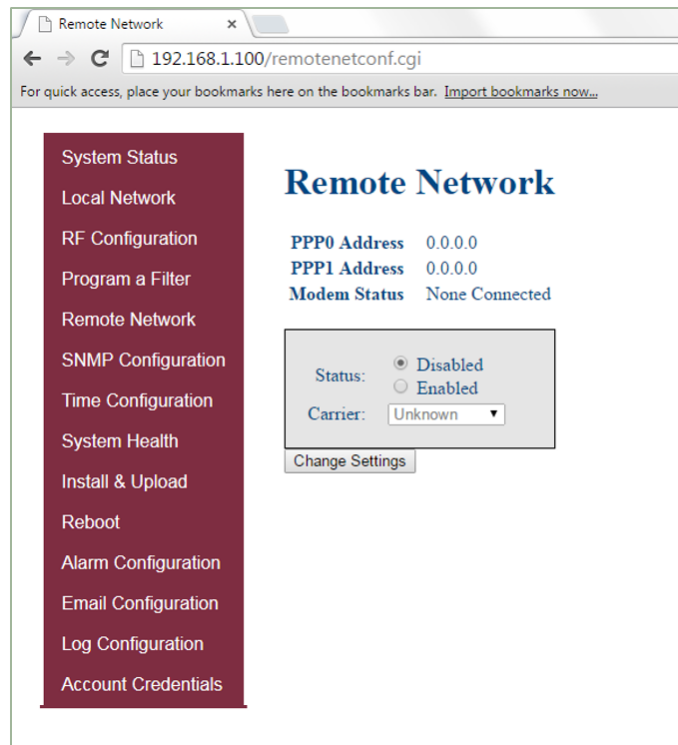 Remote Network
192.168.1.100/remotenetconf.cgi
For quick access, place your bookmarks here on the bookmarks bar. Import bookmarks now...
System Status
Local Network
RF Configuration
Program a Filter
Remote Network
SNMP Configuration
Time Configuration
System Health
Install & Upload
Reboot
Alarm Configuration
Email Configuration
Log Configuration
Account Credentials
Remote Network
PPP0 Address 0.0.0.0
PPP1 Address 0.0.0.0
Modem Status None Connected
Status: Disabled
Enabled
Carrier: Unknown
Change Settings